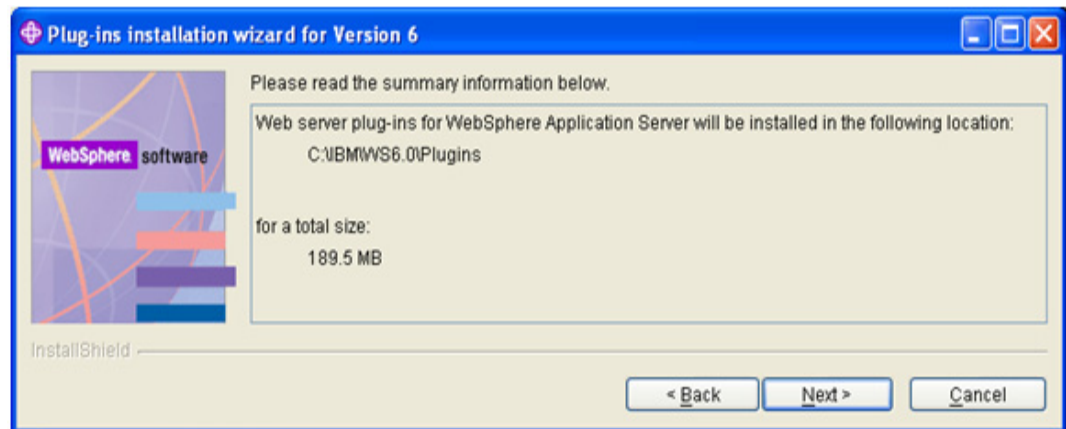 Plug-ins installation wizard for Version 6
Please read the summary information below.
Web server plug-ins for WebSphere Application Server will be installed in the following location:
C:\IBM\WS6.0\Plugins
WebSphere software
for a total size:
189.5 MB
InstallShield
< Back
Next >
Cancel